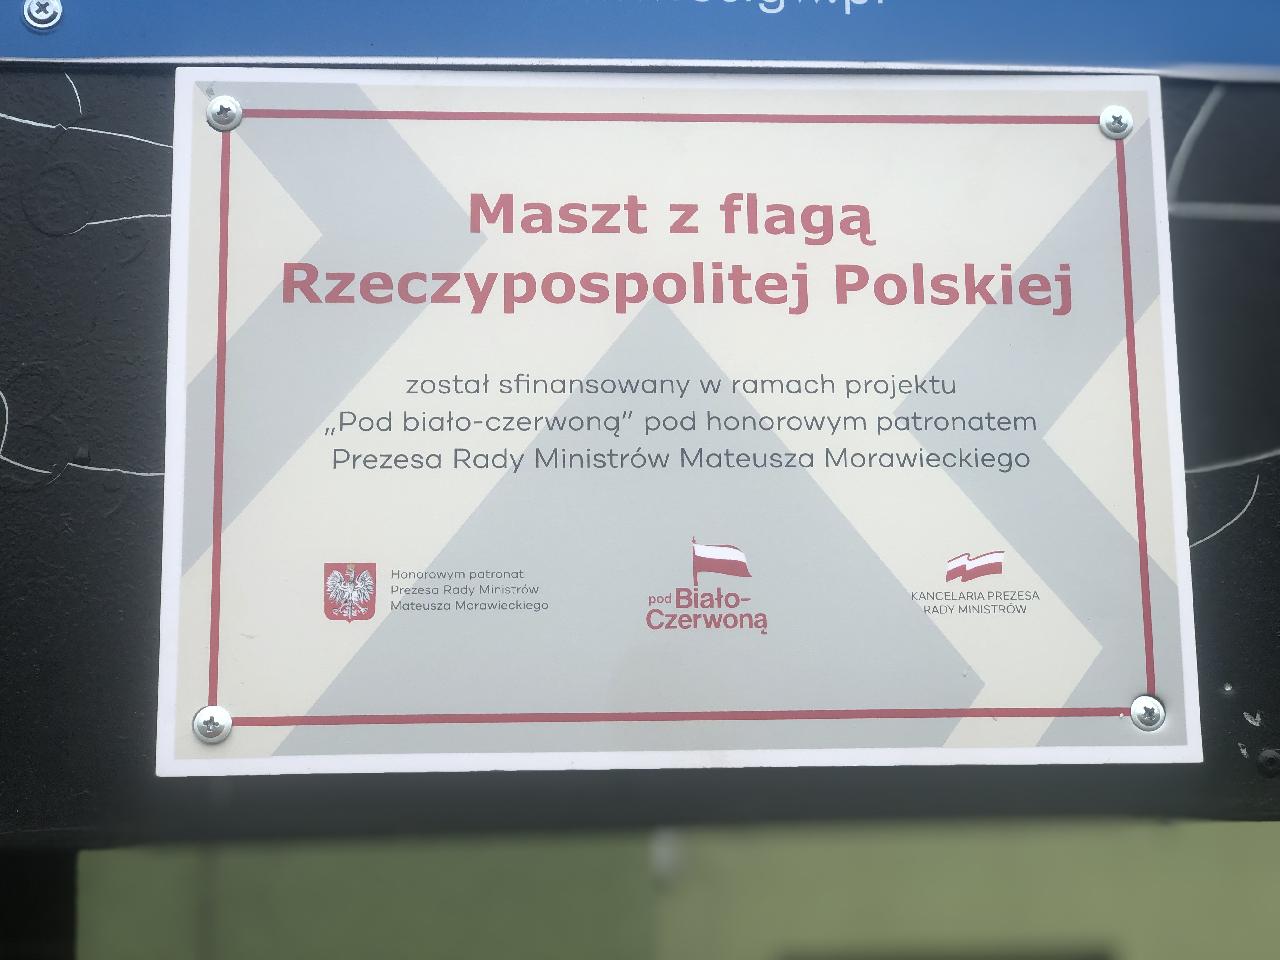 Maszt z flagą
Rzeczypospolitej Polskiej
został sfinansowany w ramach projektu
„Pod biało-czerwoną” pod honorowym patronatem
Prezesa Rady Ministrów Mateusza Morawieckiego
Honorowym patronat
Prezesa Rady Ministrów
Mateusza Morawieckiego
pod Biało-
Czerwoną
KANCELARIA PREZESA
RADY MINISTRÓW